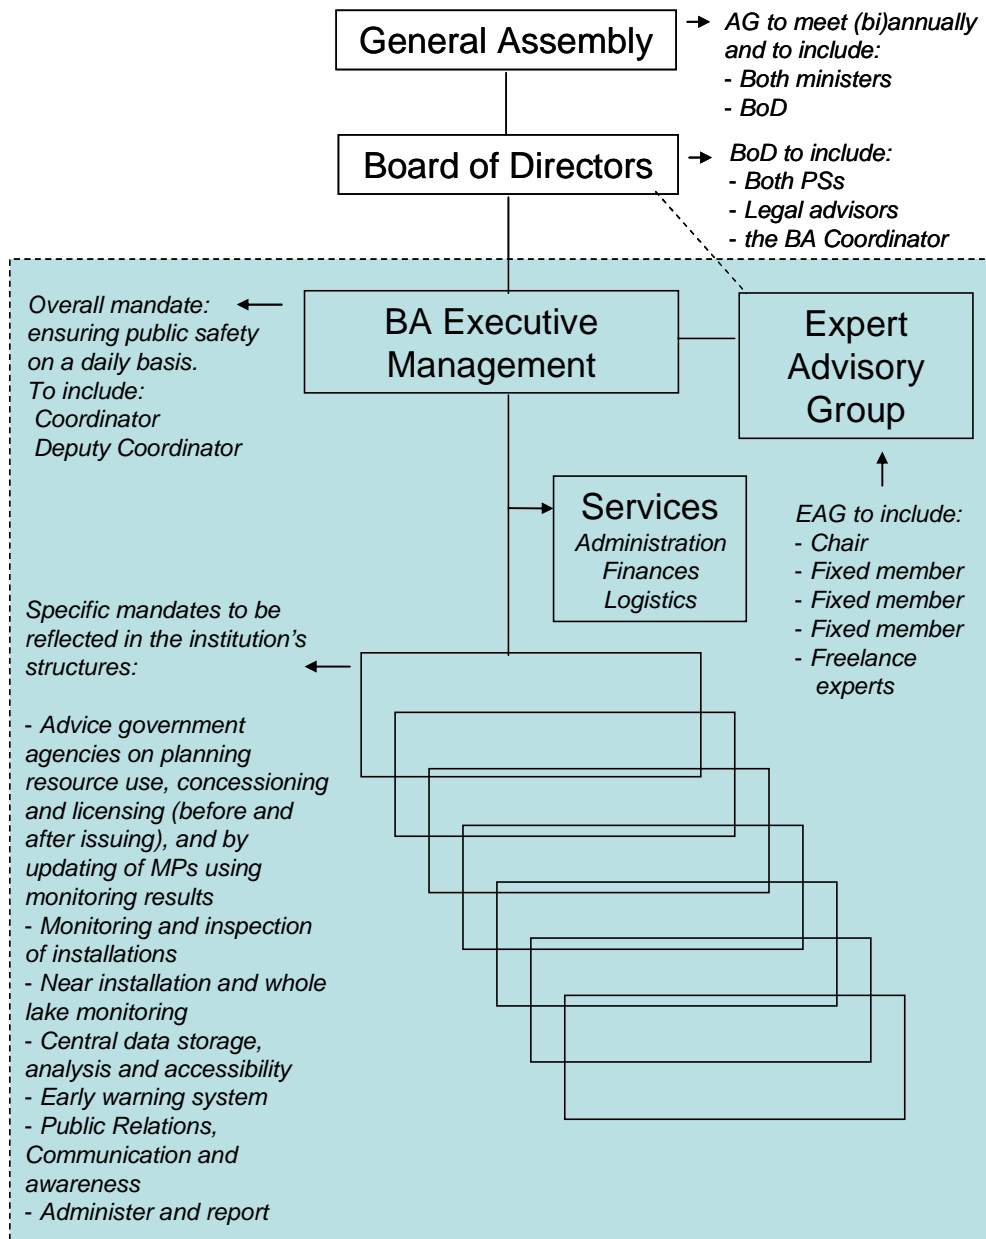 General Assembly
AG to meet (bi)annually
and to include:
- Both ministers
- BoD
Board of Directors
BoD to include:
- Both PSs
- Legal advisors
- the BA Coordinator
Overall mandate:
ensuring public safety
on a daily basis.
To include:
Coordinator
Deputy Coordinator
BA Executive
Management
Expert
Advisory
Group
Services
Administration
Finances
Logistics
EAG to include:
- Chair
- Fixed member
- Fixed member
- Fixed member
- Freelance
experts
Specific mandates to be
reflected in the institution's
structures:
- Advice government
agencies on planning
resource use, concessioning
and licensing (before and
after issuing), and by
updating of MPs using
monitoring results
- Monitoring and inspection
of installations
- Near installation and whole
lake monitoring
- Central data storage,
analysis and accessibility
- Early warning system
- Public Relations,
Communication and
awareness
- Administer and report